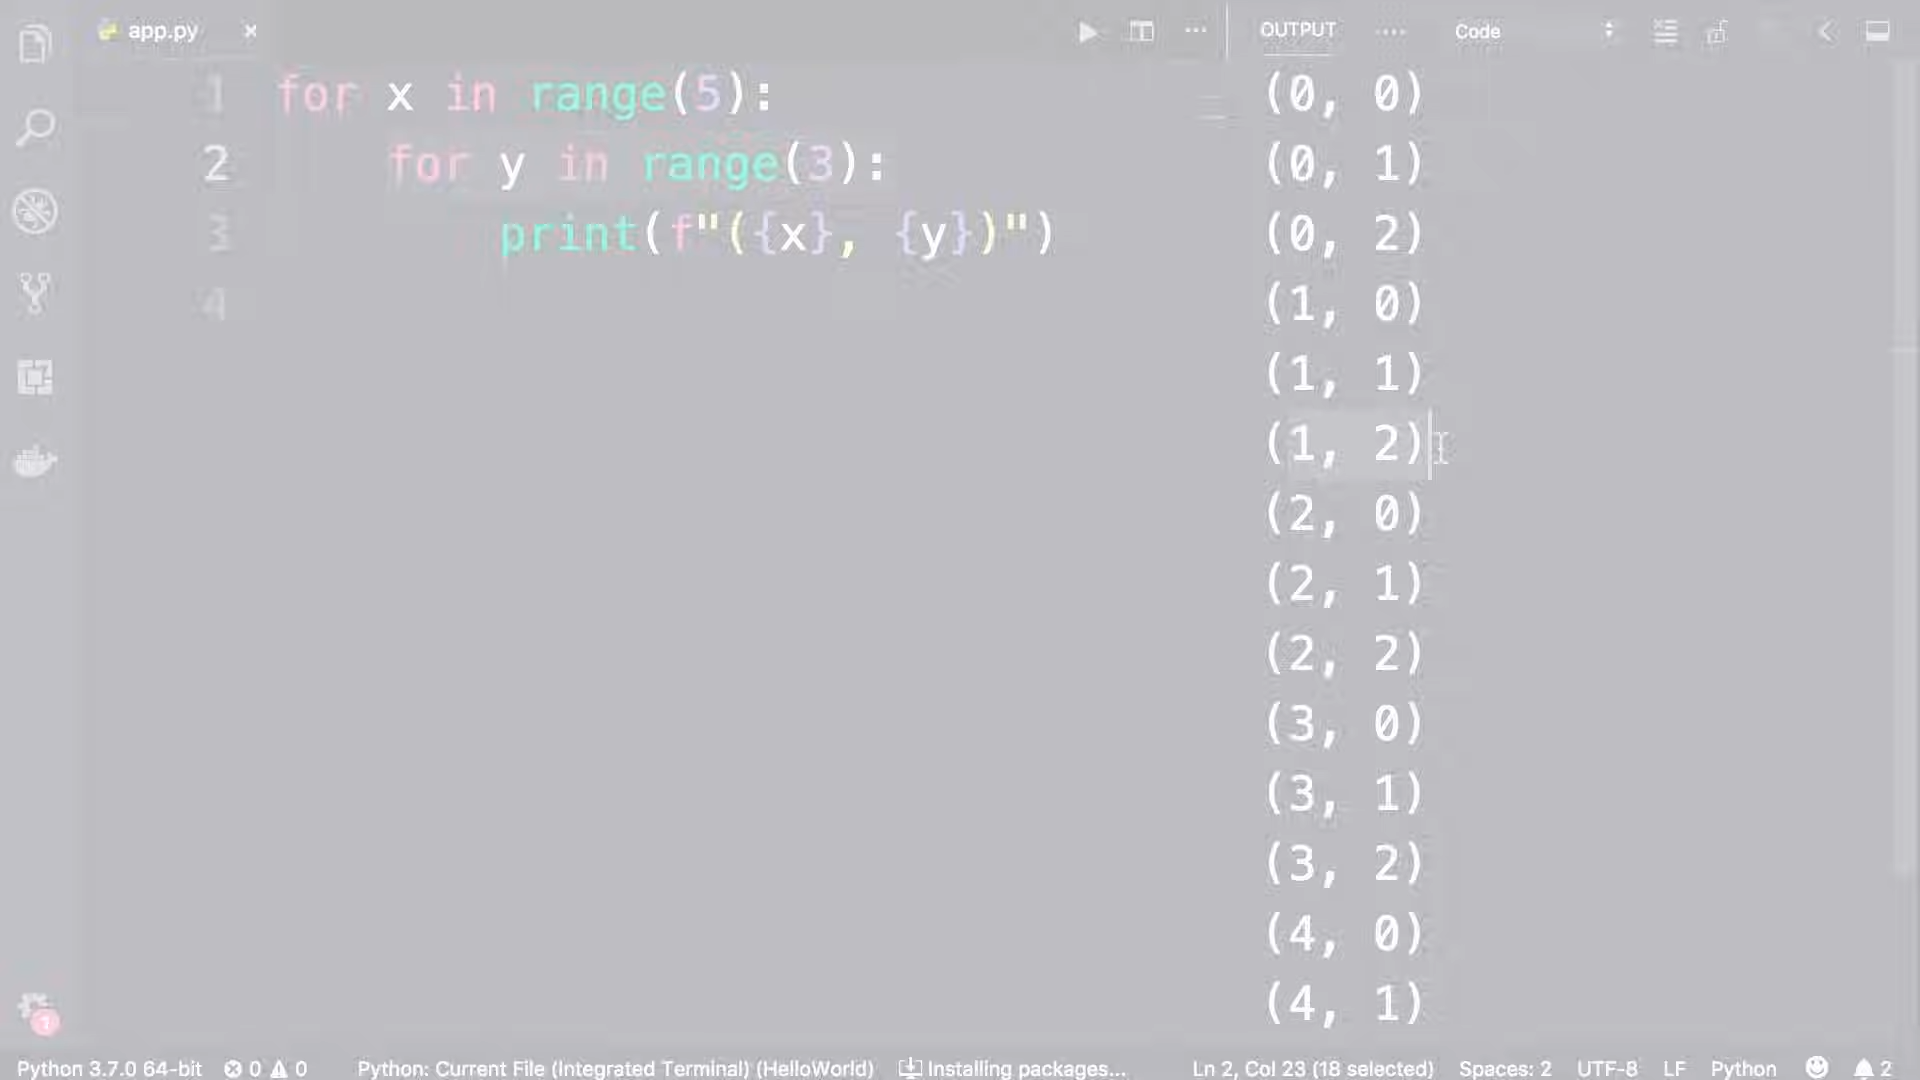 app.py ×
OUTPUT
Code
1 for x in range(5):
2     for y in range(3):
3         print(f"({x}, {y})")
4
(0, 0)
(0, 1)
(0, 2)
(1, 0)
(1, 1)
(1, 2)
(2, 0)
(2, 1)
(2, 2)
(3, 0)
(3, 1)
(3, 2)
(4, 0)
(4, 1)
1
Python 3.7.0 64-bit 0 0 Python: Current File (Integrated Terminal) (HelloWorld) Installing packages... Ln 2, Col 23 (18 selected) Spaces: 2 UTF-8 LF Python 2